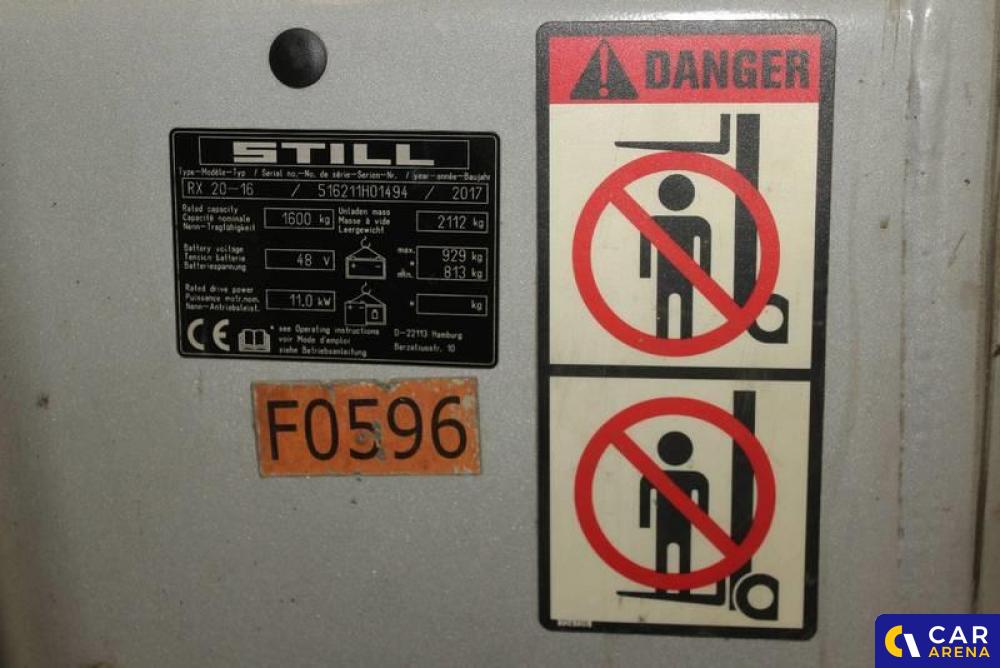 STILL
Type-Modèle-Typ / Serial no.-No. de série-Serien-Nr. / year-année-Baujahr
RX 20-16 / 516211H01494 / 2017
Rated capacity
Capacité nominale
Nenn-Tragfähigkeit
1600 kg
Unladen mass
Masse à vide
Leergewicht
2112 kg
Battery voltage
Tension batterie
Batteriespannung
48 V
max. 929 kg
*
min. 813 kg
Rated drive power
Puissance motr.nom.
Nenn-Antriebsleist.
11.0 kW
* kg
CE
* see Operating instructions
voir Mode d'emploi
siehe Betriebsanleitung
D-22113 Hamburg
Berzeliusstr. 10
F0596
DANGER
CAR
ARENA